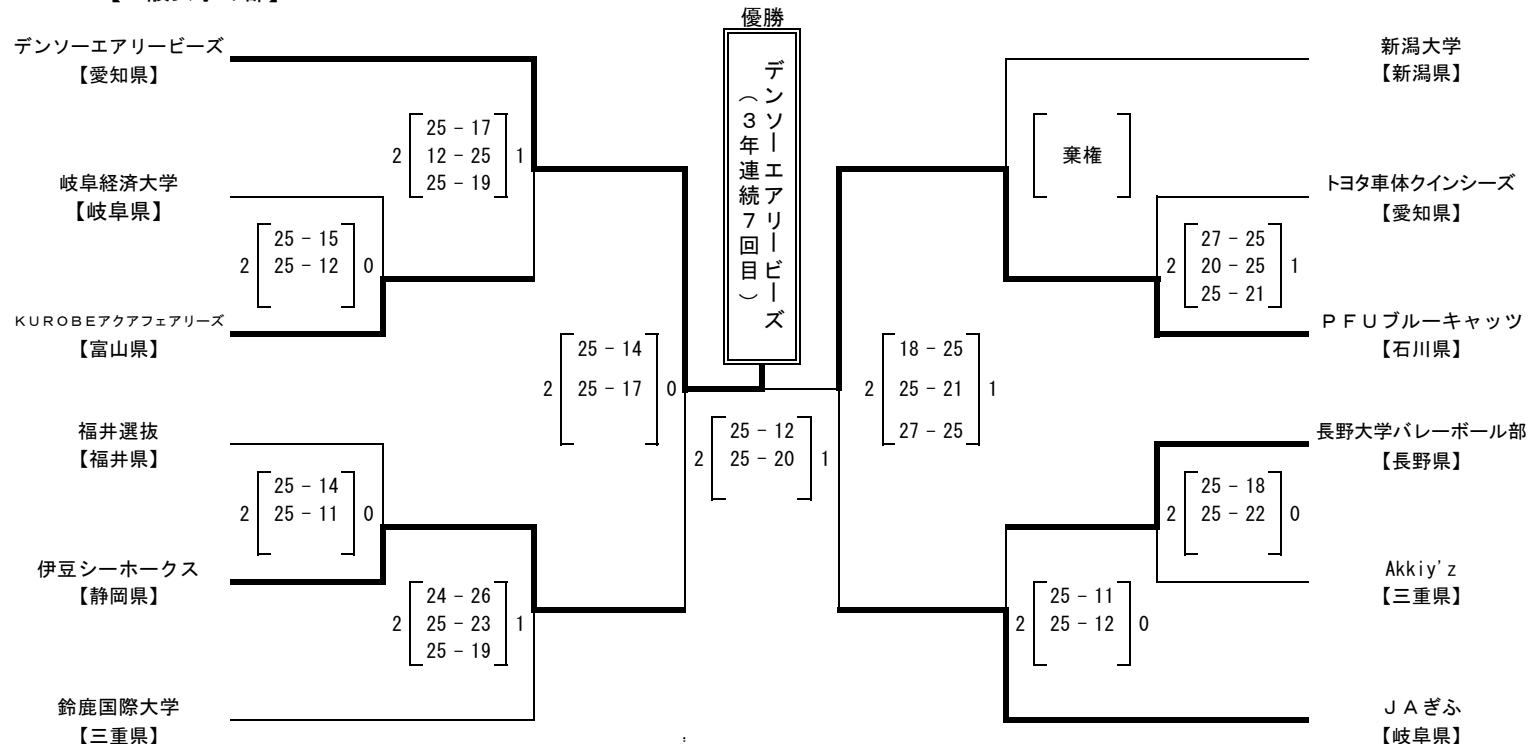 優勝
デンソーエアリービーズ
（３年連続７回目）
デンソーエアリービーズ
【愛知県】
岐阜経済大学
【岐阜県】
ＫＵＲＯＢＥアクアフェアリーズ
【富山県】
福井選抜
【福井県】
伊豆シーホークス
【静岡県】
鈴鹿国際大学
【三重県】
25 - 17
2 12 - 25 1
25 - 19
25 - 15
2 25 - 12 0
25 - 14
2 25 - 17 0
25 - 14
2 25 - 11 0
24 - 26
2 25 - 23 1
25 - 19
25 - 12
2 25 - 20 1
18 - 25
2 25 - 21 1
27 - 25
棄権
27 - 25
2 20 - 25 1
25 - 21
25 - 18
2 25 - 22 0
25 - 11
2 25 - 12 0
新潟大学
【新潟県】
トヨタ車体クインシーズ
【愛知県】
ＰＦＵブルーキャッツ
【石川県】
長野大学バレーボール部
【長野県】
Akkiy'z
【三重県】
ＪＡぎふ
【岐阜県】